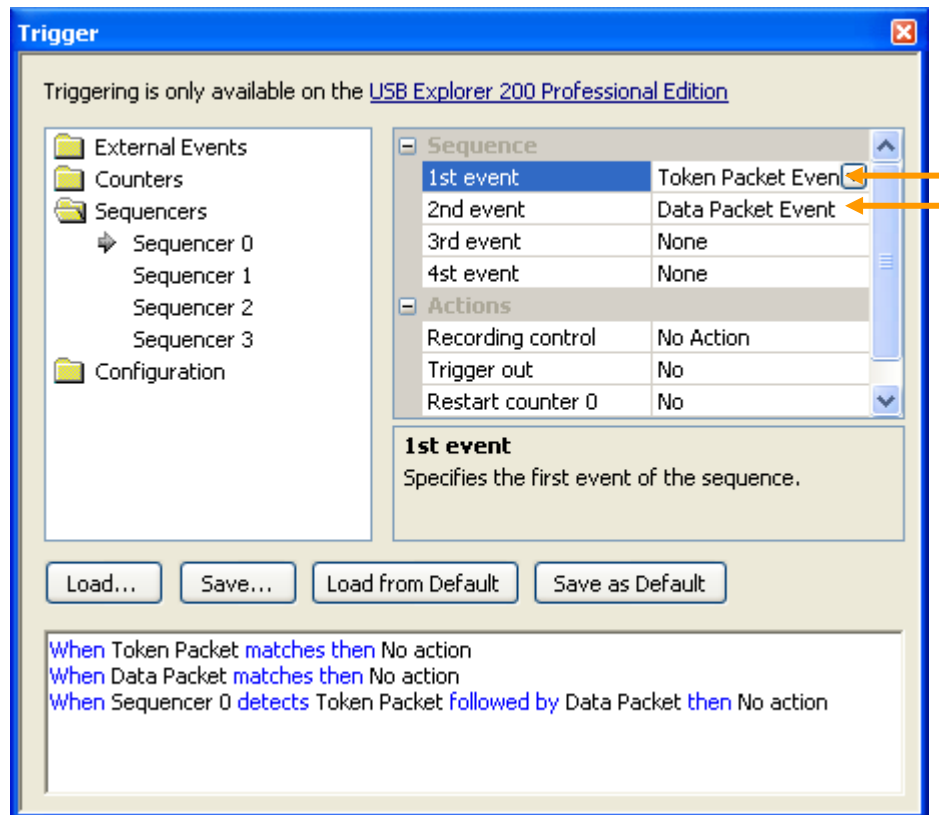 Trigger
Triggering is only available on the USB Explorer 200 Professional Edition
External Events
Counters
Sequencers
Sequencer 0
Sequencer 1
Sequencer 2
Sequencer 3
Configuration
Sequence
1st event Token Packet Even
2nd event Data Packet Event
3rd event None
4st event None
Actions
Recording control No Action
Trigger out No
Restart counter 0 No
1st event
Specifies the first event of the sequence.
Load... Save... Load from Default Save as Default
When Token Packet matches then No action
When Data Packet matches then No action
When Sequencer 0 detects Token Packet followed by Data Packet then No action